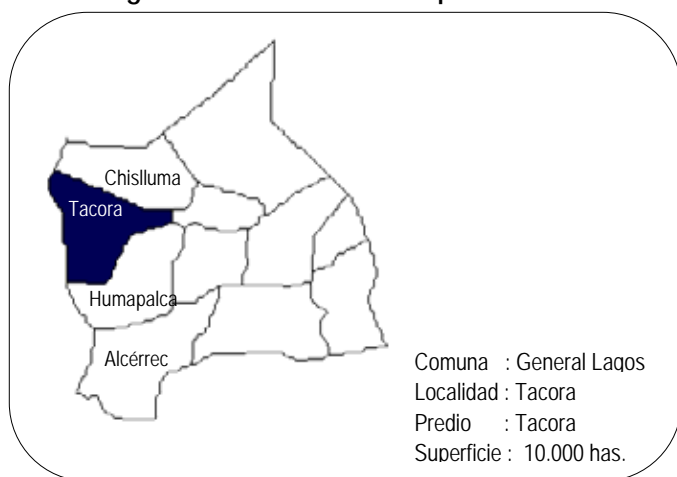 Chislluma
Tacora
Humapalca
Alcérrec
Comuna : General Lagos
Localidad : Tacora
Predio : Tacora
Superficie : 10.000 has.